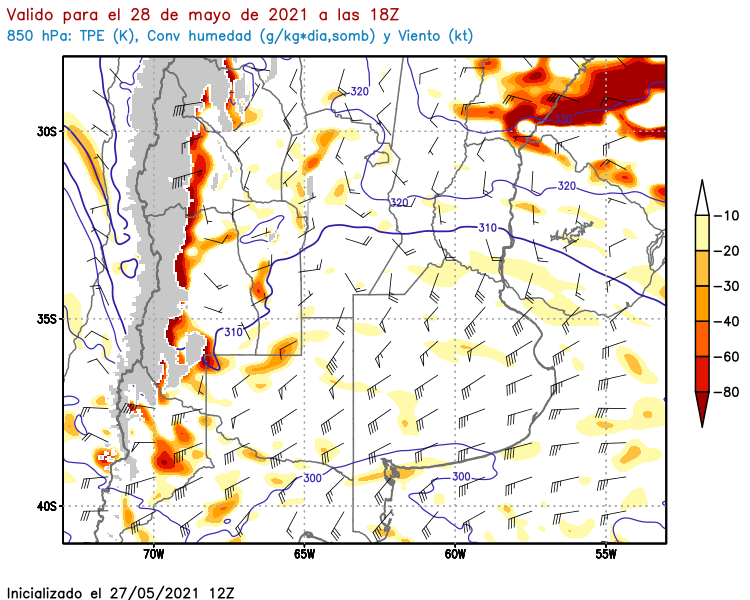 Valido para el 28 de mayo de 2021 a las 18Z
850 hPa: TPE (K), Conv humedad (g/kg*dia,somb) y Viento (kt)
320
330
30S
320
320
310
-10
-20
-30
-40
-60
-80
35S
310
300
300
40S
70W 65W 60W 55W
Inicializado el 27/05/2021 12Z